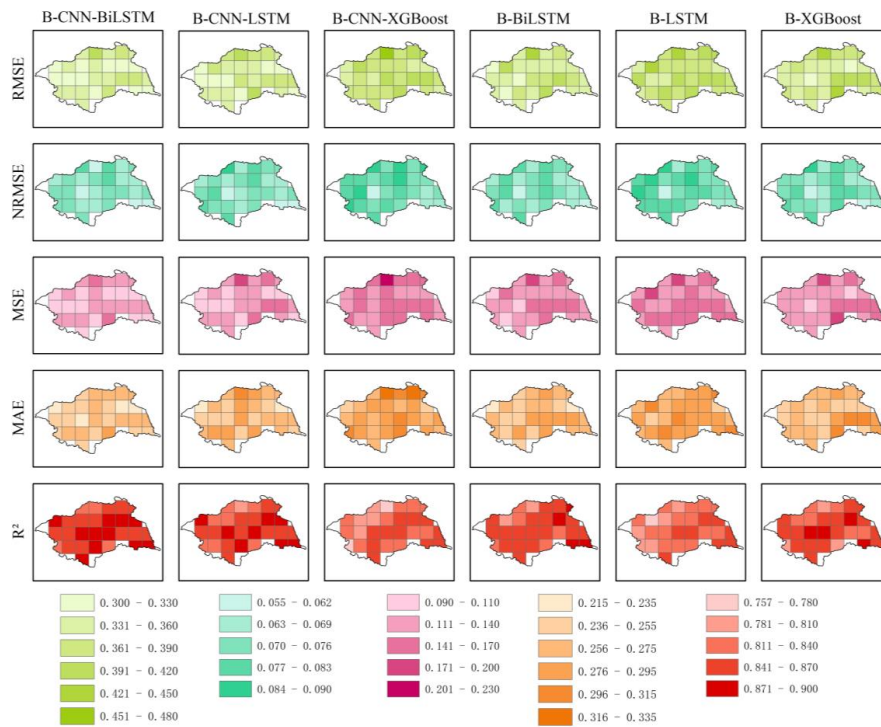 B-CNN-BiLSTM B-CNN-LSTM B-CNN-XGBoost B-BiLSTM B-LSTM B-XGBoost
RMSE
NRMSE
MSE
MAE
R²
0.300 - 0.330 0.055 - 0.062 0.090 - 0.110 0.215 - 0.235 0.757 - 0.780
0.331 - 0.360 0.063 - 0.069 0.111 - 0.140 0.236 - 0.255 0.781 - 0.810
0.361 - 0.390 0.070 - 0.076 0.141 - 0.170 0.256 - 0.275 0.811 - 0.840
0.391 - 0.420 0.077 - 0.083 0.171 - 0.200 0.276 - 0.295 0.841 - 0.870
0.421 - 0.450 0.084 - 0.090 0.201 - 0.230 0.296 - 0.315 0.871 - 0.900
0.451 - 0.480 0.316 - 0.335